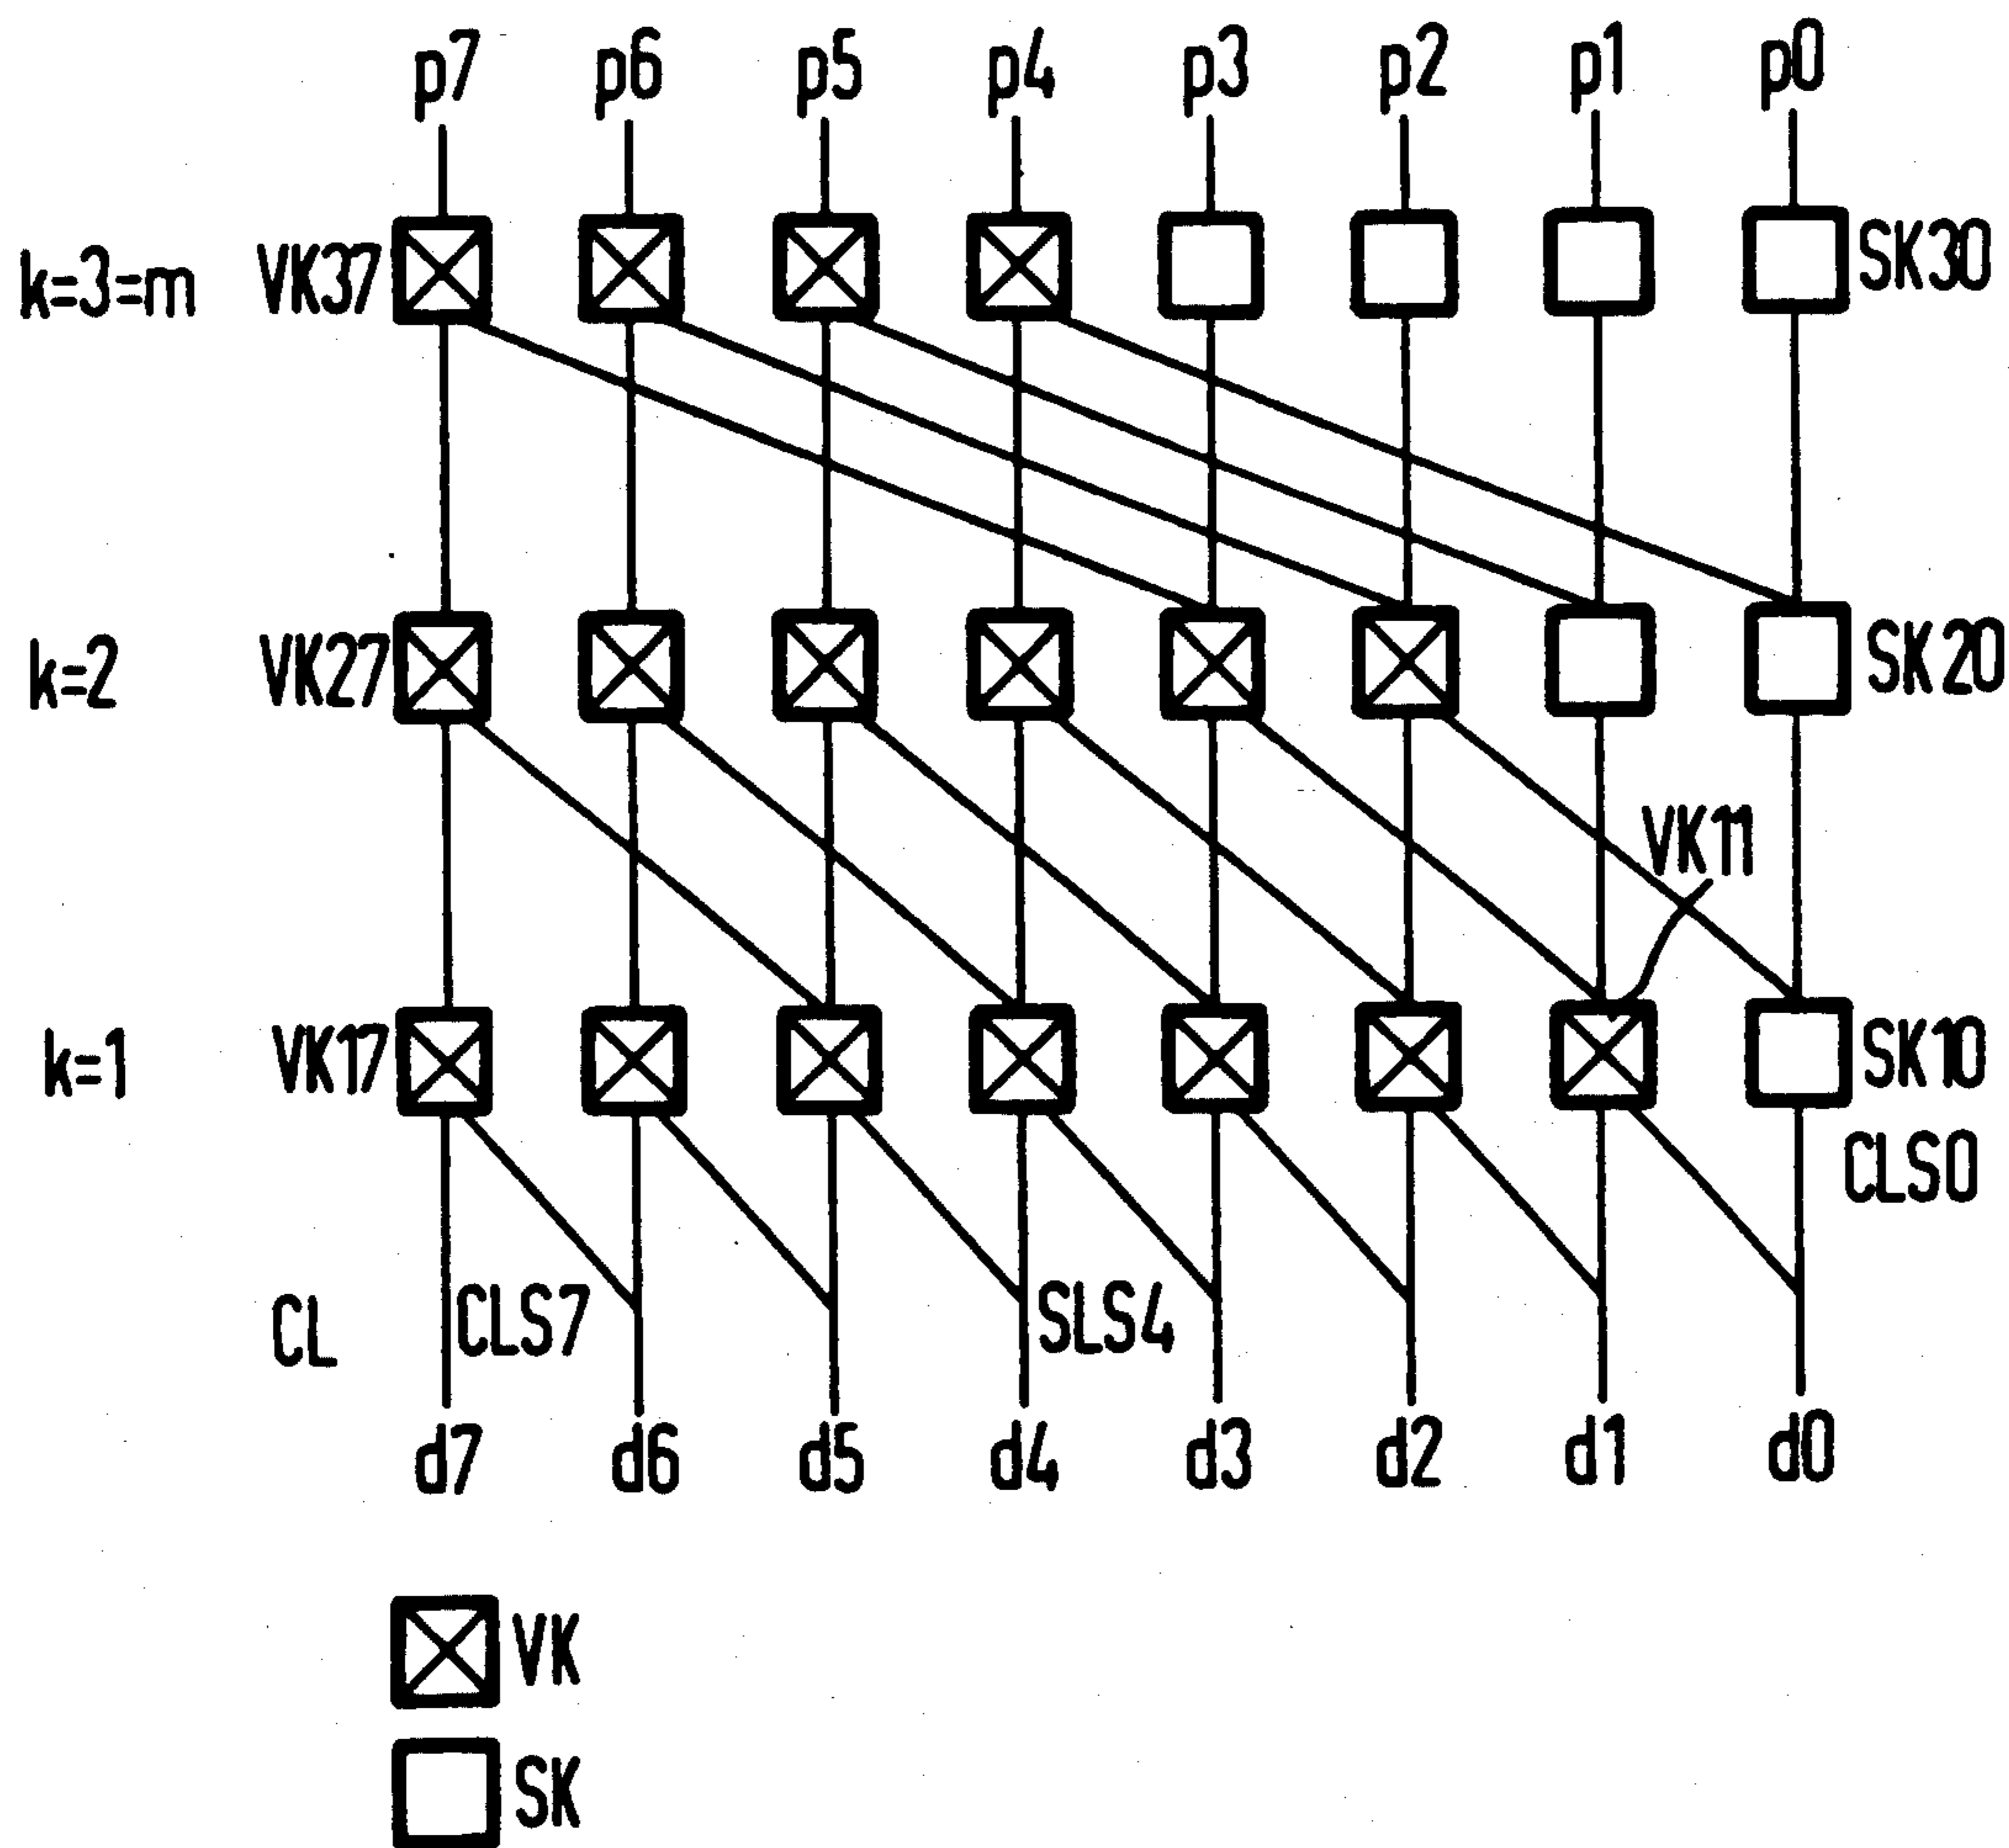 p7 p6 p5 p4 p3 p2 p1 p0
k=3=m VK37 SK30
k=2 VK27 SK20
VK11
k=1 VK17 SK10
CLS0
CL CLS7 SLS4
d7 d6 d5 d4 d3 d2 d1 d0
VK
SK